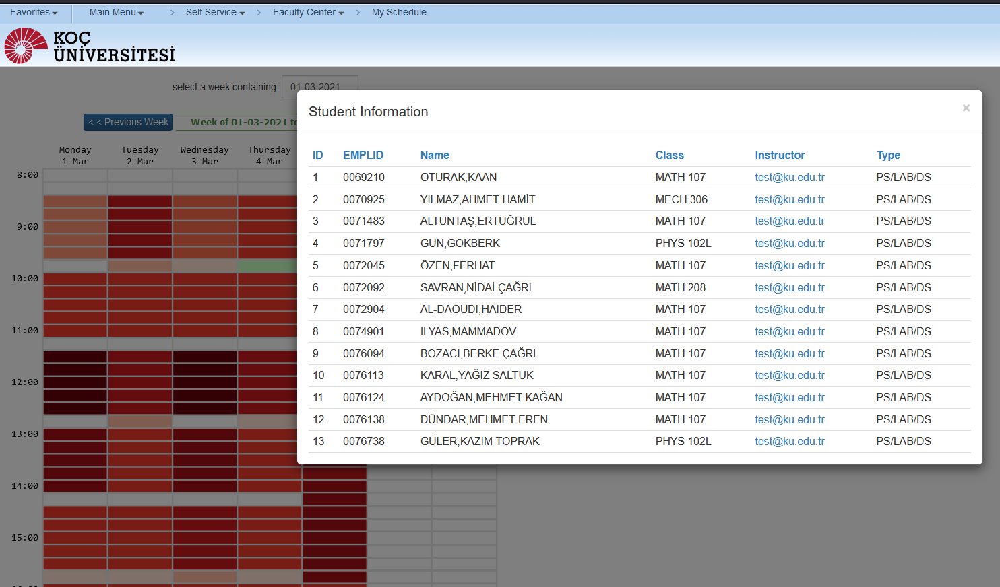 Favorites Main Menu > Self Service > Faculty Center > My Schedule
KOÇ
ÜNİVERSİTESİ
select a week containing: 01-03-2021
< < Previous Week Week of 01-03-2021 to
Monday Tuesday Wednesday Thursday
1 Mar 2 Mar 3 Mar 4 Mar
8:00
9:00
10:00
11:00
12:00
13:00
14:00
15:00
Student Information ×
ID EMPLID Name Class Instructor Type
1 0069210 OTURAK,KAAN MATH 107 test@ku.edu.tr PS/LAB/DS
2 0070925 YILMAZ,AHMET HAMİT MECH 306 test@ku.edu.tr PS/LAB/DS
3 0071483 ALTUNTAŞ,ERTUĞRUL MATH 107 test@ku.edu.tr PS/LAB/DS
4 0071797 GÜN,GÖKBERK PHYS 102L test@ku.edu.tr PS/LAB/DS
5 0072045 ÖZEN,FERHAT MATH 107 test@ku.edu.tr PS/LAB/DS
6 0072092 SAVRAN,NİDAİ ÇAĞRI MATH 208 test@ku.edu.tr PS/LAB/DS
7 0072904 AL-DAOUDI,HAIDER MATH 107 test@ku.edu.tr PS/LAB/DS
8 0074901 ILYAS,MAMMADOV MATH 107 test@ku.edu.tr PS/LAB/DS
9 0076094 BOZACI,BERKE ÇAĞRI MATH 107 test@ku.edu.tr PS/LAB/DS
10 0076113 KARAL,YAĞIZ SALTUK MATH 107 test@ku.edu.tr PS/LAB/DS
11 0076124 AYDOĞAN,MEHMET KAĞAN MATH 107 test@ku.edu.tr PS/LAB/DS
12 0076138 DÜNDAR,MEHMET EREN MATH 107 test@ku.edu.tr PS/LAB/DS
13 0076738 GÜLER,KAZIM TOPRAK PHYS 102L test@ku.edu.tr PS/LAB/DS